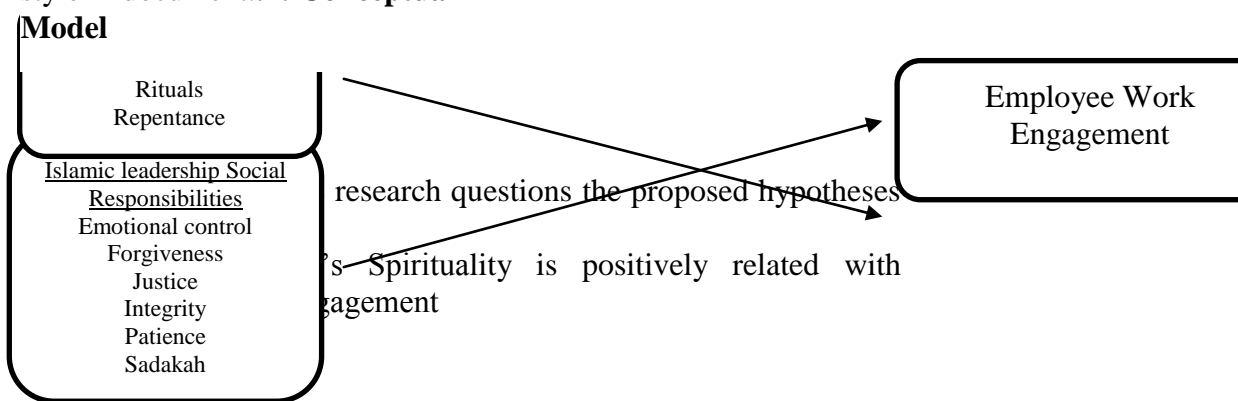 Model
Rituals
Repentance
Islamic leadership Social
Responsibilities
Emotional control
Forgiveness
Justice
Integrity
Patience
Sadakah
Employee Work
Engagement
research questions the proposed hypotheses
’s Spirituality is positively related with
gagement